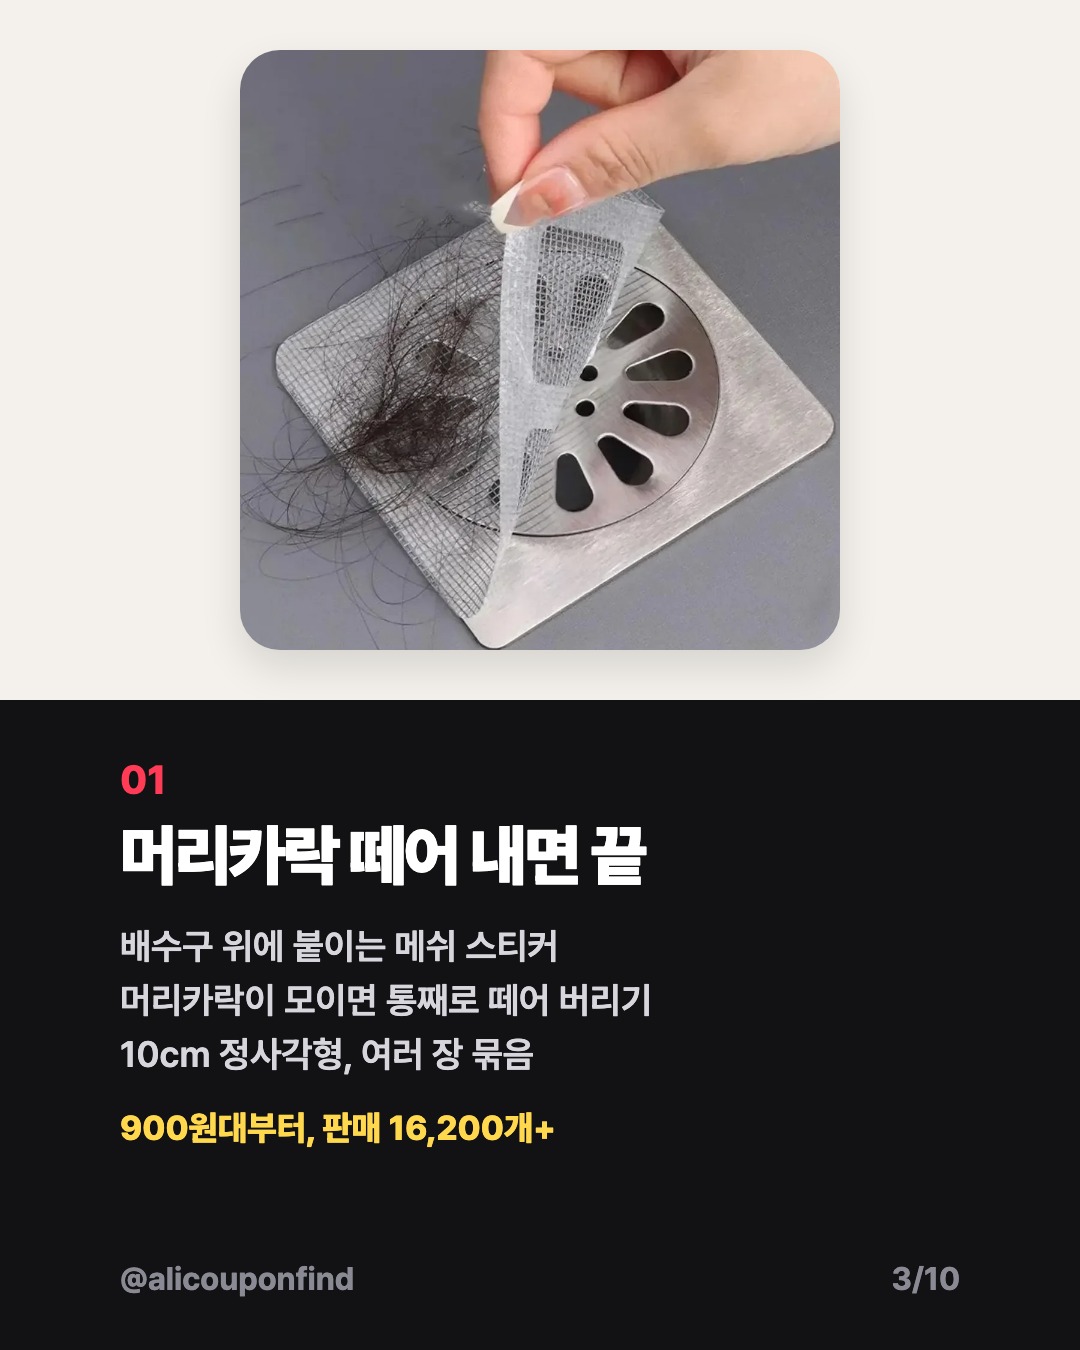 01
머리카락 떼어 내면 끝
배수구 위에 붙이는 메쉬 스티커
머리카락이 모이면 통째로 떼어 버리기
10cm 정사각형, 여러 장 묶음
900원대부터, 판매 16,200개+
@alicouponfind
3/10